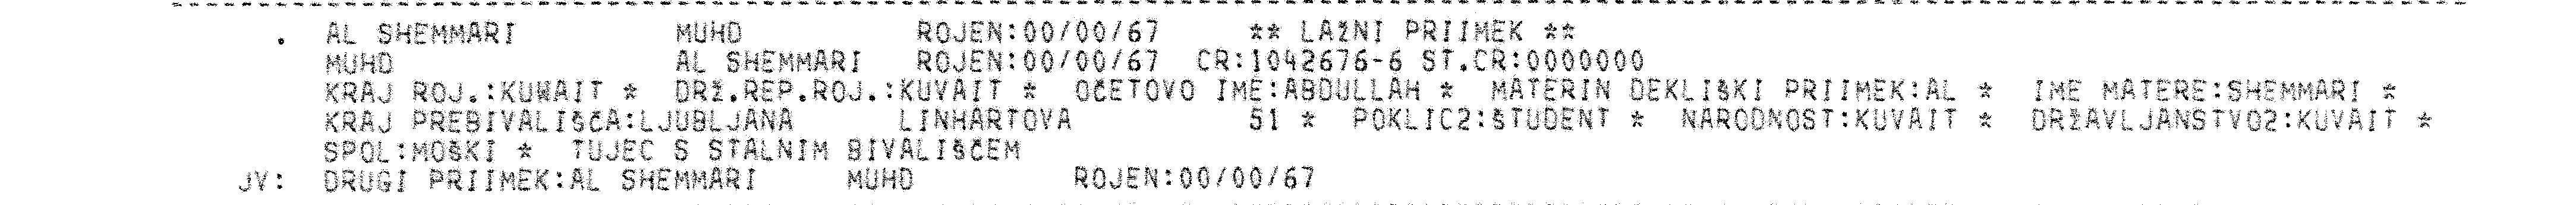 . AL SHEMMARI MUHD ROJEN:00/00/67 ** LAŽNI PRIIMEK **
MUHD AL SHEMMARI ROJEN:00/00/67 CR:1042676-6 ST.CR:0000000
KRAJ ROJ.:KUWAIT * DRŽ.REP.ROJ.:KUVAIT * OČETOVO IME:ABDULLAH * MATERIN DEKLIŠKI PRIIMEK:AL * IME MATERE:SHEMMARI *
KRAJ PREBIVALIŠČA:LJUBLJANA LINHARTOVA 51 * POKLIC2:ŠTUDENT * NARODNOST:KUVAIT * DRŽAVLJANSTVO2:KUVAIT *
SPOL:MOŠKI * TUJEC S STALNIM BIVALIŠČEM
JV: DRUGI PRIIMEK:AL SHEMMARI MUHD ROJEN:00/00/67